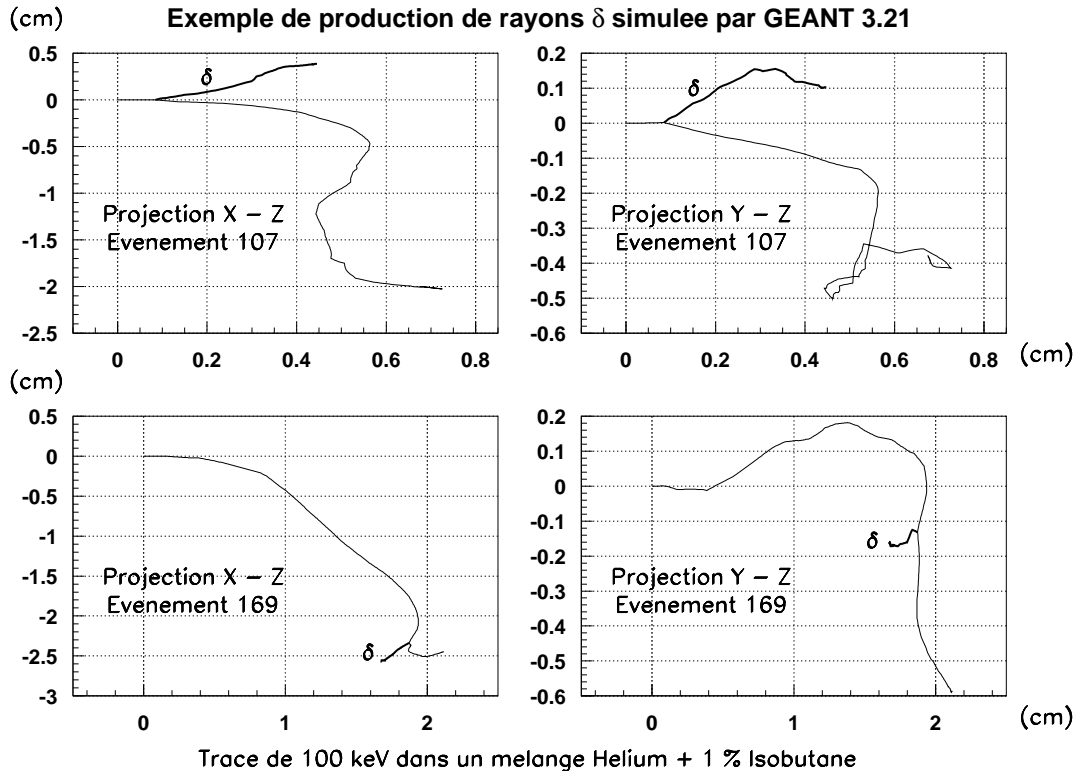 (cm) Exemple de production de rayons δ simulee par GEANT 3.21
0.5
0
-0.5
-1
-1.5
-2
-2.5
0 0.2 0.4 0.6 0.8
δ
Projection X – Z
Evenement 107
0.2
0.1
0
-0.1
-0.2
-0.3
-0.4
-0.5
-0.6
0 0.2 0.4 0.6 0.8 (cm)
δ
Projection Y – Z
Evenement 107
(cm)
0.5
0
-0.5
-1
-1.5
-2
-2.5
-3
0 1 2
Projection X – Z
Evenement 169
δ
0.2
0.1
0
-0.1
-0.2
-0.3
-0.4
-0.5
-0.6
0 1 2 (cm)
δ
Projection Y – Z
Evenement 169
Trace de 100 keV dans un melange Helium + 1 % Isobutane